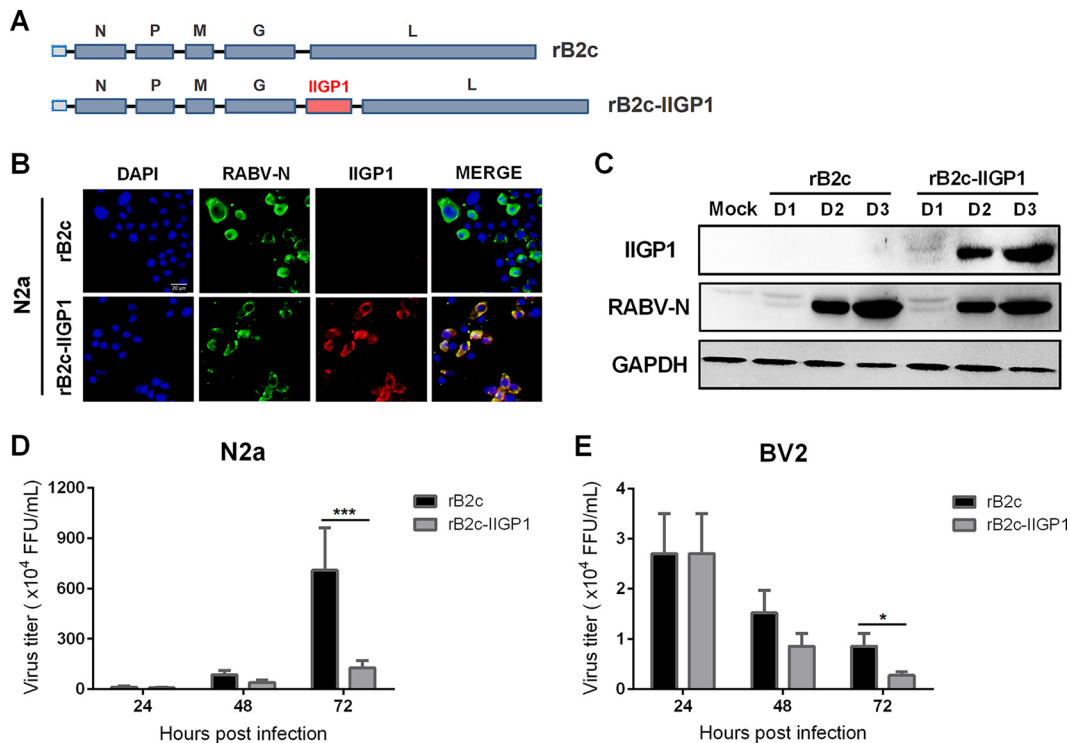 A
N P M G L
rB2c
N P M G IIGP1 L
rB2c-IIGP1
B
DAPI RABV-N IIGP1 MERGE
N2a
rB2c
20 μm
rB2c-IIGP1
C
rB2c rB2c-IIGP1
Mock D1 D2 D3 D1 D2 D3
IIGP1
RABV-N
GAPDH
D
N2a
Virus titer ( x10⁴ FFU/mL)
1200
900
600
300
0
***
rB2c
rB2c-IIGP1
24 48 72
Hours post infection
E
BV2
Virus titer ( x10⁴ FFU/mL)
4
3
2
1
0
*
rB2c
rB2c-IIGP1
24 48 72
Hours post infection